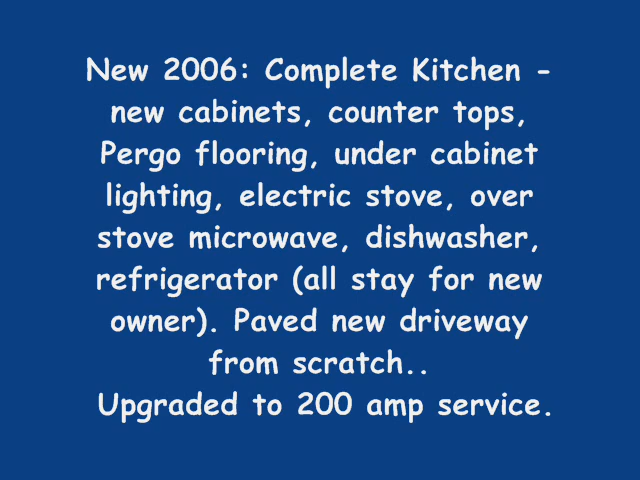 New 2006: Complete Kitchen -
new cabinets, counter tops,
Pergo flooring, under cabinet
lighting, electric stove, over
stove microwave, dishwasher,
refrigerator (all stay for new
owner). Paved new driveway
from scratch..
Upgraded to 200 amp service.